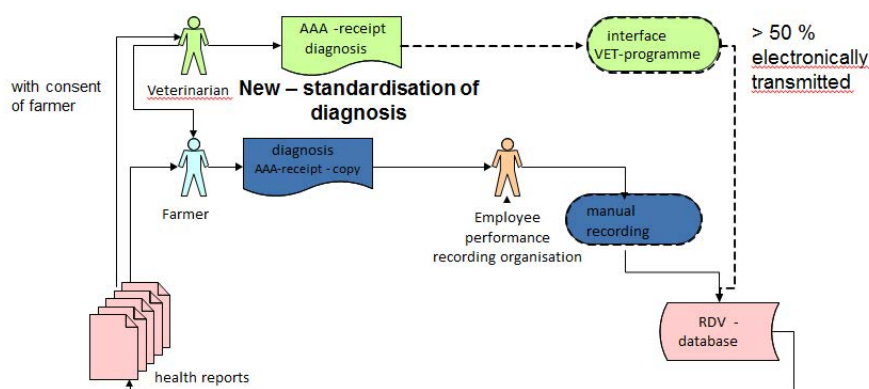 AAA -receipt
diagnosis
interface
VET-programme
> 50 %
electronically
transmitted
with consent
of farmer
Veterinarian
New – standardisation of
diagnosis
diagnosis
AAA-receipt - copy
Farmer
Employee
performance
recording organisation
manual
recording
RDV -
database
health reports